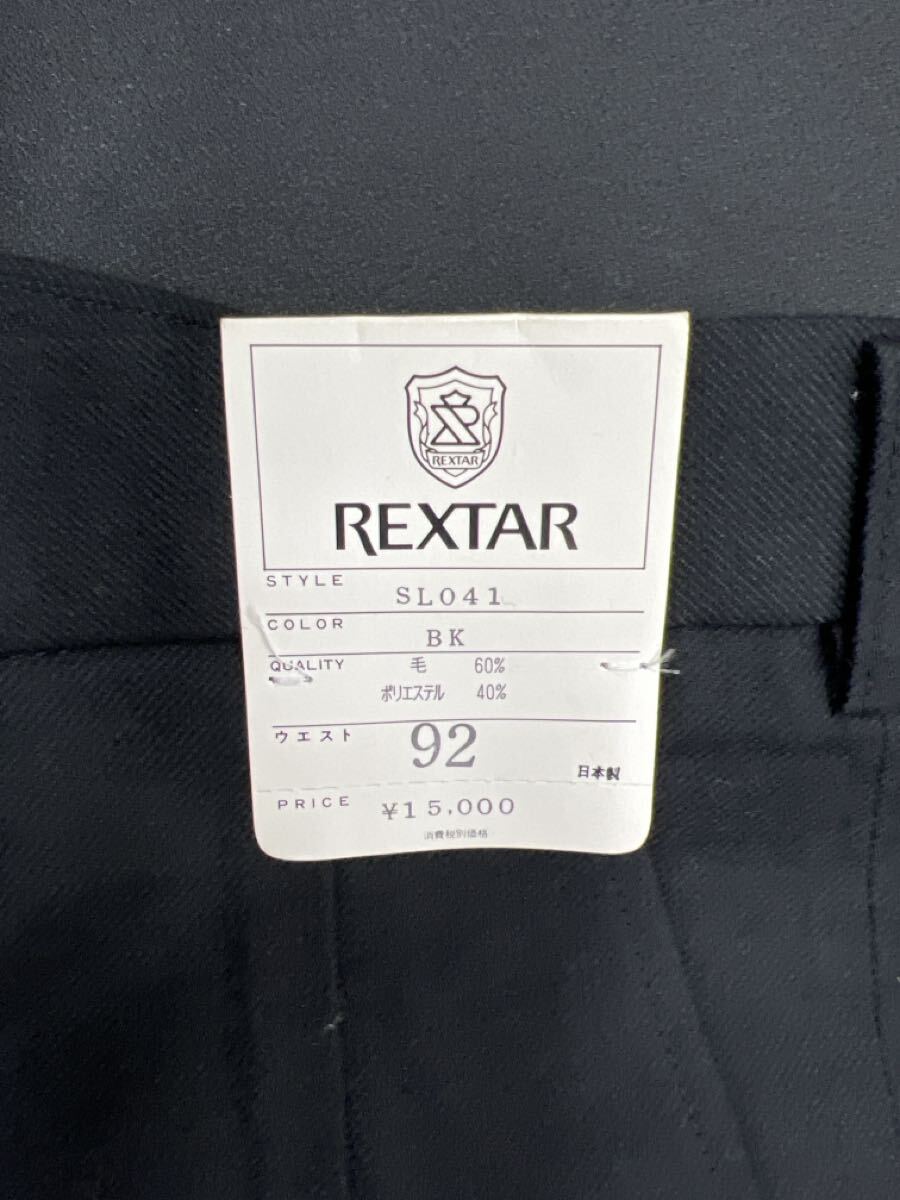 REXTAR
REXTAR
STYLE SL041
COLOR BK
QUALITY 毛 60%
ポリエステル 40%
ウエスト 92
日本製
PRICE ¥15,000
消費税別価格